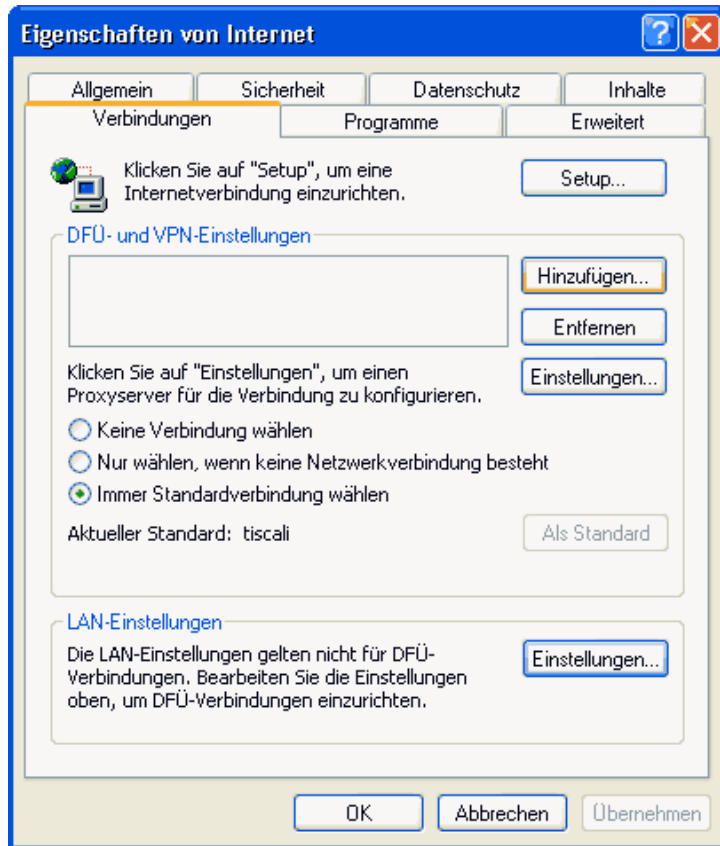 Eigenschaften von Internet
?
Allgemein Sicherheit Datenschutz Inhalte
Verbindungen Programme Erweitert
Klicken Sie auf "Setup", um eine
Internetverbindung einzurichten.
Setup...
DFÜ- und VPN-Einstellungen
Hinzufügen...
Entfernen
Klicken Sie auf "Einstellungen", um einen
Proxyserver für die Verbindung zu konfigurieren.
Einstellungen...
Keine Verbindung wählen
Nur wählen, wenn keine Netzwerkverbindung besteht
Immer Standardverbindung wählen
Aktueller Standard: tiscali
Als Standard
LAN-Einstellungen
Die LAN-Einstellungen gelten nicht für DFÜ-
Verbindungen. Bearbeiten Sie die Einstellungen
oben, um DFÜ-Verbindungen einzurichten.
Einstellungen...
OK Abbrechen Übernehmen